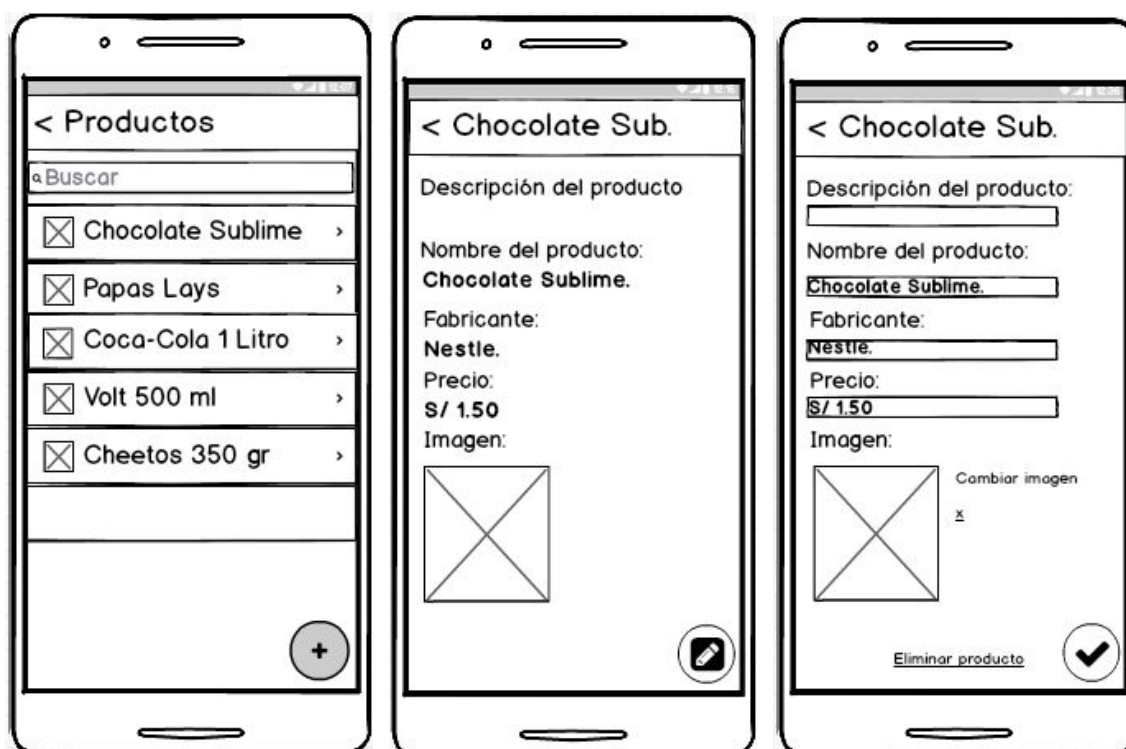 12:07
< Productos
Buscar
Chocolate Sublime >
Papas Lays >
Coca-Cola 1 Litro >
Volt 500 ml >
Cheetos 350 gr >
+
< Chocolate Sub.
Descripción del producto
Nombre del producto:
Chocolate Sublime.
Fabricante:
Nestle.
Precio:
S/ 1.50
Imagen:
< Chocolate Sub.
Descripción del producto:
Nombre del producto:
Chocolate Sublime.
Fabricante:
Nestle.
Precio:
S/ 1.50
Imagen:
Cambiar imagen
x
Eliminar producto